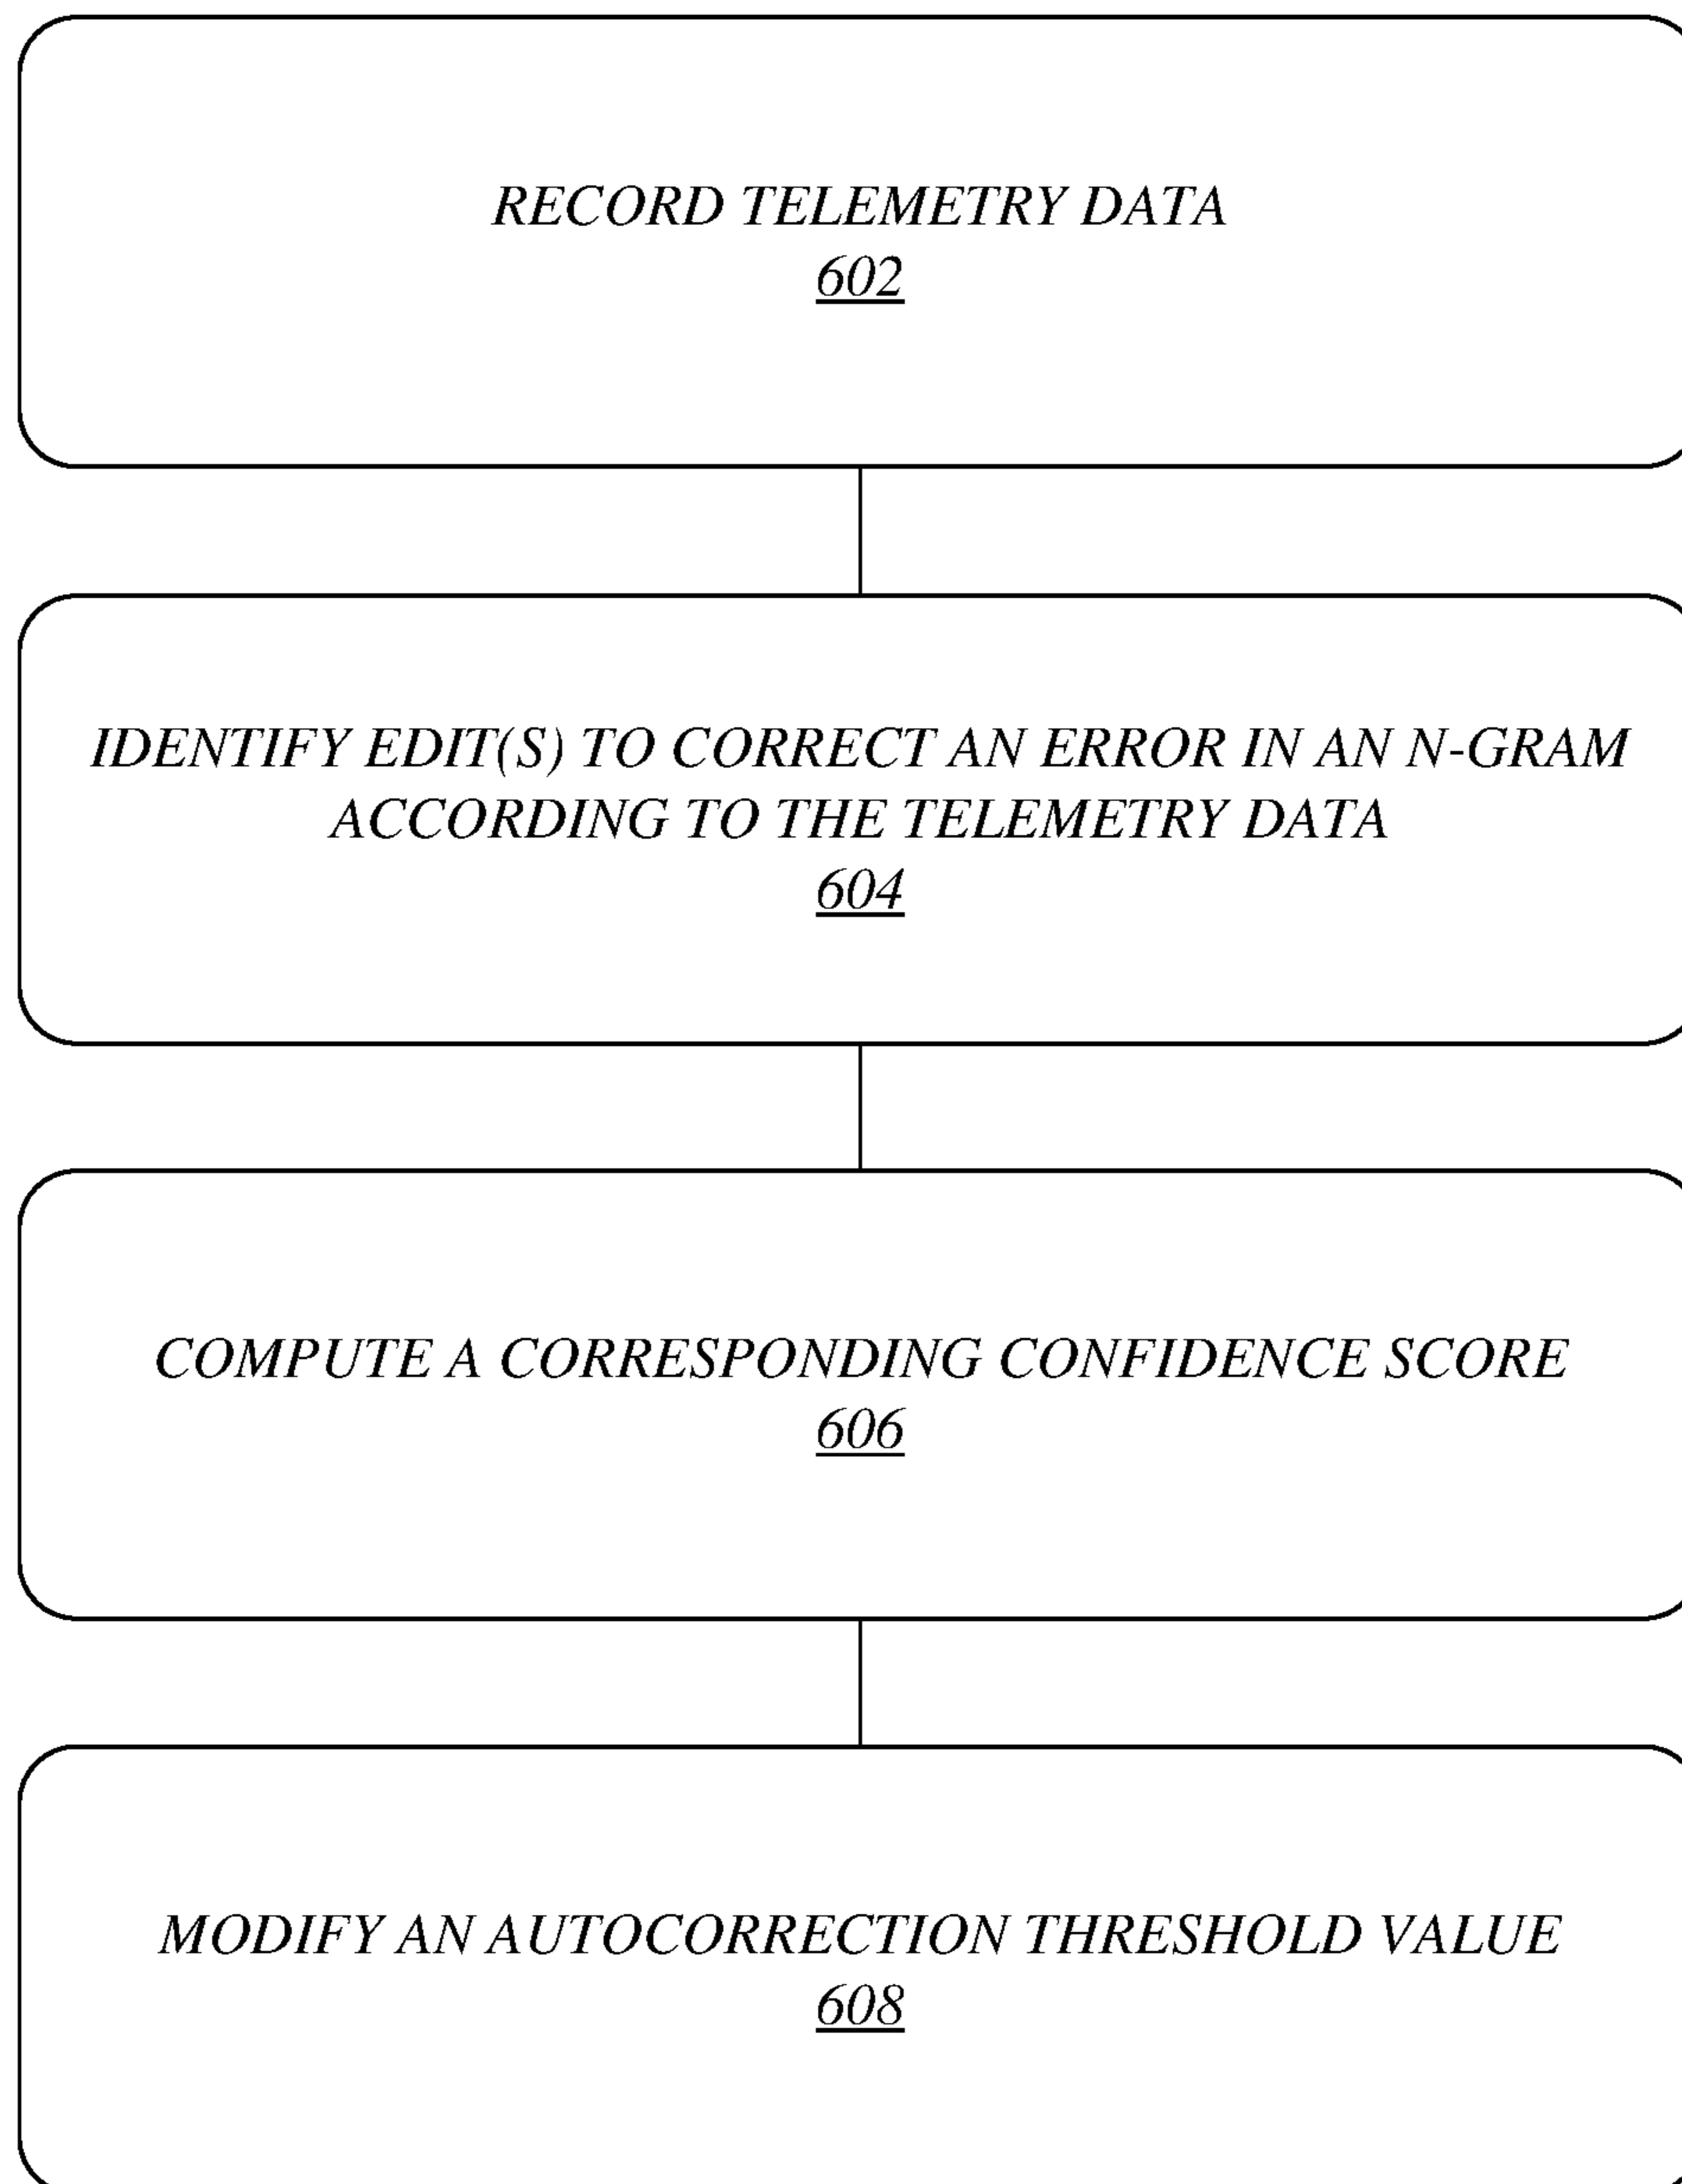 RECORD TELEMETRY DATA
602
IDENTIFY EDIT(S) TO CORRECT AN ERROR IN AN N-GRAM
ACCORDING TO THE TELEMETRY DATA
604
COMPUTE A CORRESPONDING CONFIDENCE SCORE
606
MODIFY AN AUTOCORRECTION THRESHOLD VALUE
608